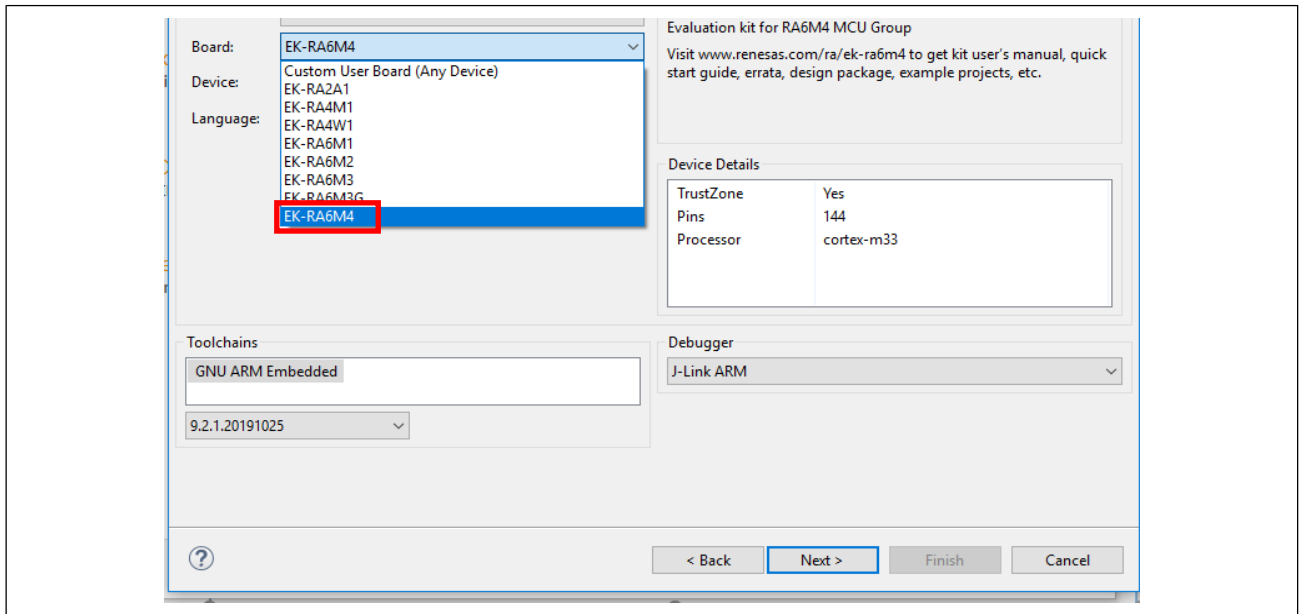 Board:
EK-RA6M4
Custom User Board (Any Device)
EK-RA2A1
EK-RA4M1
EK-RA4W1
EK-RA6M1
EK-RA6M2
EK-RA6M3
EK-RA6M3G
EK-RA6M4
Device:
Language:
Evaluation kit for RA6M4 MCU Group
Visit www.renesas.com/ra/ek-ra6m4 to get kit user's manual, quick
start guide, errata, design package, example projects, etc.
Device Details
TrustZone Yes
Pins 144
Processor cortex-m33
Toolchains
GNU ARM Embedded
9.2.1.20191025
Debugger
J-Link ARM
?
< Back
Next >
Finish
Cancel